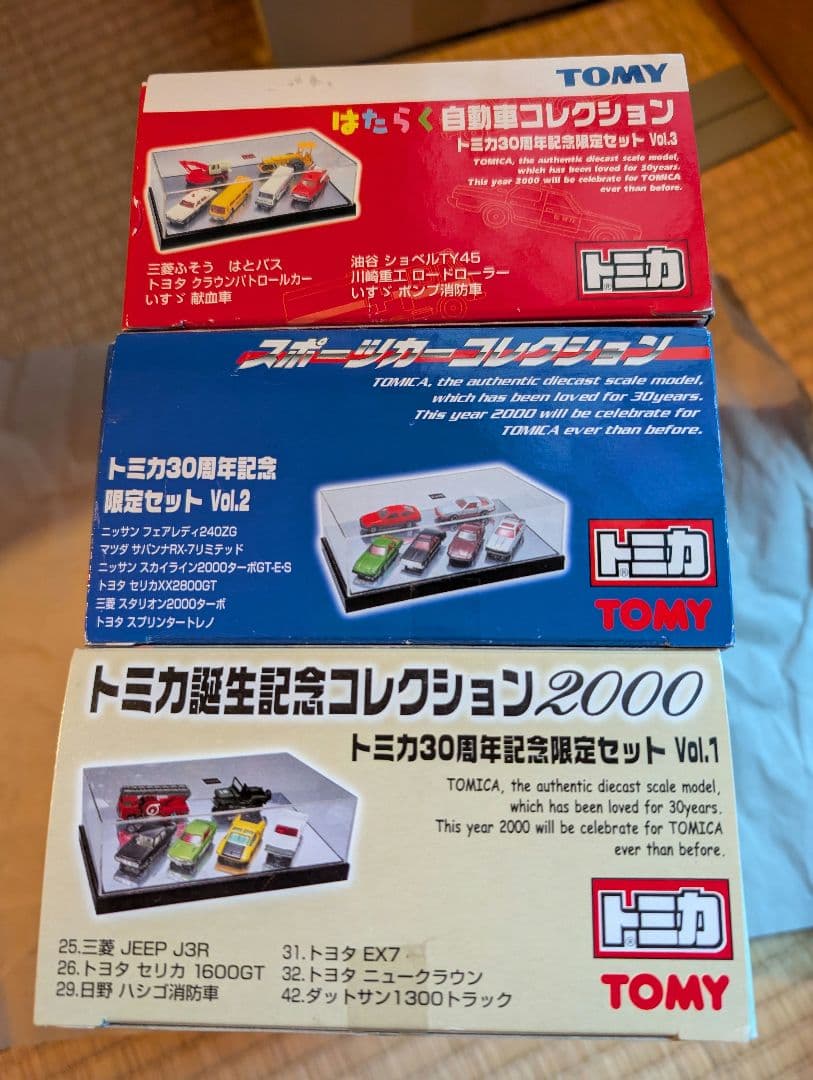 TOMY
はたらく自動車コレクション
トミカ30周年記念限定セット Vol.3
TOMICA, the authentic diecast scale model,
which has been loved for 30years.
This year 2000 will be celebrate for TOMICA
ever than before.
三菱ふそう はとバス
トヨタ クラウンパトロールカー
いすゞ 献血車
油谷 ショベルTY45
川崎重工 ロードローラー
いすゞ ポンプ消防車
トミカ
スポーツカーコレクション
TOMICA, the authentic diecast scale model,
which has been loved for 30years.
This year 2000 will be celebrate for
TOMICA ever than before.
トミカ30周年記念
限定セット Vol.2
ニッサン フェアレディ240ZG
マツダ サバンナRX-7リミテッド
ニッサン スカイライン2000ターボGT-E-S
トヨタ セリカXX2800GT
三菱 スタリオン2000ターボ
トヨタ スプリンタートレノ
トミカ
TOMY
トミカ誕生記念コレクション2000
トミカ30周年記念限定セット Vol.1
TOMICA, the authentic diecast scale model,
which has been loved for 30years.
This year 2000 will be celebrate for TOMICA
ever than before.
25.三菱 JEEP J3R
26.トヨタ セリカ 1600GT
29.日野 ハシゴ消防車
31.トヨタ EX7
32.トヨタ ニュークラウン
42.ダットサン1300トラック
トミカ
TOMY